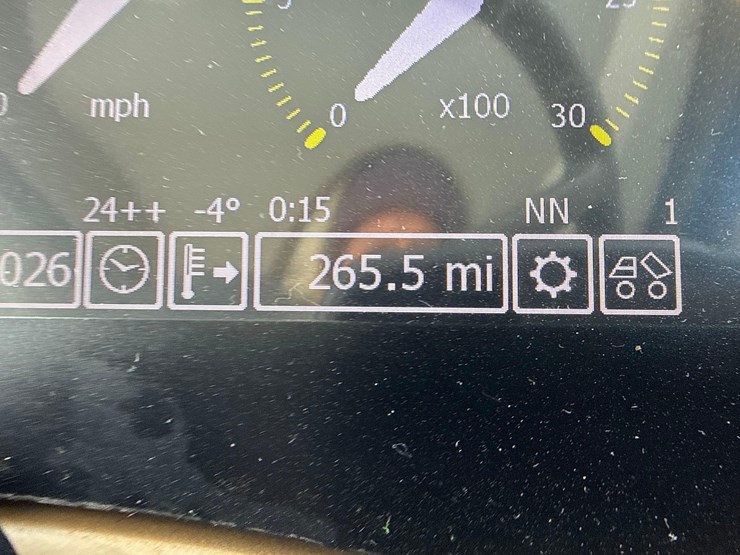 mph 0 x100 30
24++ -4° 0:15 NN 1
026 265.5 mi